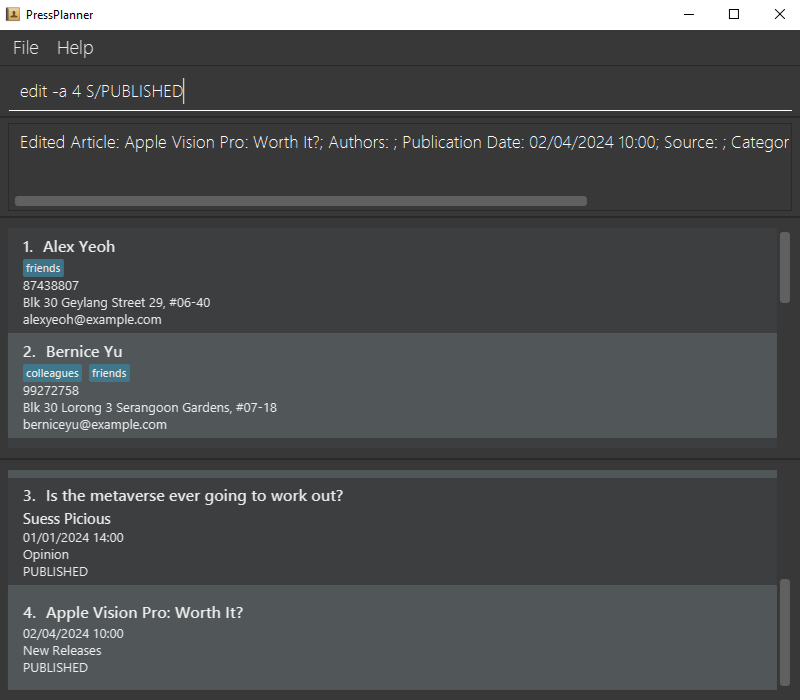 PressPlanner
File Help
edit -a 4 S/PUBLISHED
Edited Article: Apple Vision Pro: Worth It?; Authors: ; Publication Date: 02/04/2024 10:00; Source: ; Categor
1. Alex Yeoh
friends
87438807
Blk 30 Geylang Street 29, #06-40
alexyeoh@example.com
2. Bernice Yu
colleagues friends
99272758
Blk 30 Lorong 3 Serangoon Gardens, #07-18
berniceyu@example.com
3. Is the metaverse ever going to work out?
Suess Picious
01/01/2024 14:00
Opinion
PUBLISHED
4. Apple Vision Pro: Worth It?
02/04/2024 10:00
New Releases
PUBLISHED